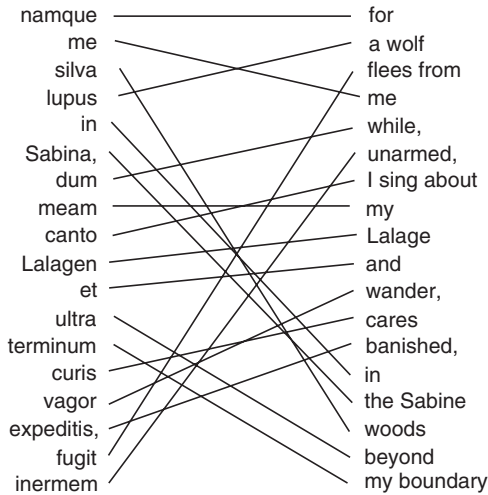 namque for
me a wolf
silva flees from
lupus me
in while,
Sabina, unarmed,
dum I sing about
meam my
canto Lalage
Lalagen and
et wander,
ultra cares
terminum banished,
curis in
vagor the Sabine
expeditis, woods
fugit beyond
inermem my boundary